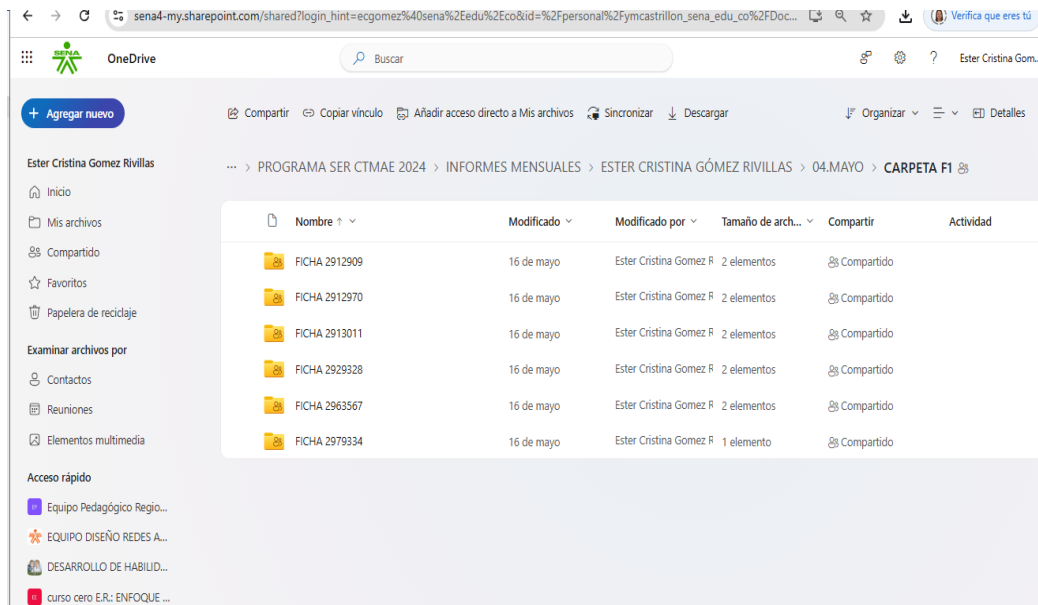 sena4-my.sharepoint.com/shared?login_hint=ecgomez%40sena%2Eedu%2Eco&id=%2Fpersonal%2Fymcastrillon_sena_edu_co%2FDoc...
Verifica que eres tú
SENA
OneDrive
Buscar
Ester Cristina Gom...
+ Agregar nuevo
Compartir Copiar vínculo Añadir acceso directo a Mis archivos Sincronizar Descargar Organizar Detalles
Ester Cristina Gomez Rivillas
Inicio
Mis archivos
Compartido
Favoritos
Papelera de reciclaje
Examinar archivos por
Contactos
Reuniones
Elementos multimedia
Acceso rápido
Equipo Pedagógico Regio...
EQUIPO DISEÑO REDES A...
DESARROLLO DE HABILID...
curso cero E.R.: ENFOQUE ...
... > PROGRAMA SER CTMAE 2024 > INFORMES MENSUALES > ESTER CRISTINA GÓMEZ RIVILLAS > 04.MAYO > CARPETA F1
Nombre Modificado Modificado por Tamaño de arch... Compartir Actividad
FICHA 2912909 16 de mayo Ester Cristina Gomez R 2 elementos Compartido
FICHA 2912970 16 de mayo Ester Cristina Gomez R 2 elementos Compartido
FICHA 2913011 16 de mayo Ester Cristina Gomez R 2 elementos Compartido
FICHA 2929328 16 de mayo Ester Cristina Gomez R 2 elementos Compartido
FICHA 2963567 16 de mayo Ester Cristina Gomez R 2 elementos Compartido
FICHA 2979334 16 de mayo Ester Cristina Gomez R 1 elemento Compartido